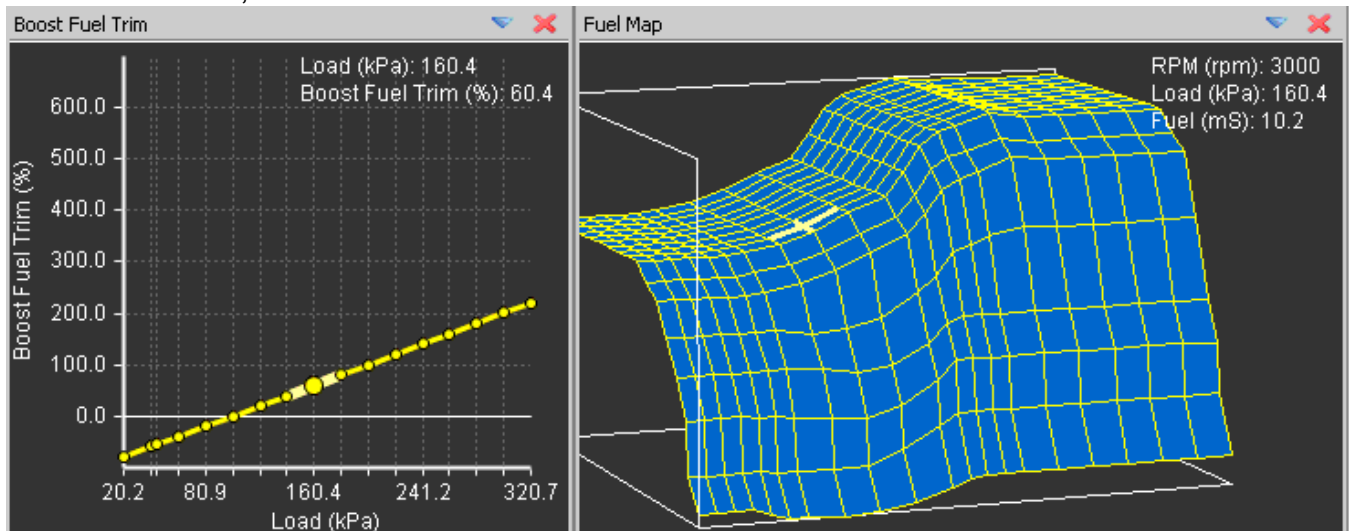 Boost Fuel Trim
Load (kPa): 160.4
Boost Fuel Trim (%): 60.4
Boost Fuel Trim (%)
600.0
500.0
400.0
300.0
200.0
100.0
0.0
20.2 80.9 160.4 241.2 320.7
Load (kPa)
Fuel Map
RPM (rpm): 3000
Load (kPa): 160.4
Fuel (mS): 10.2